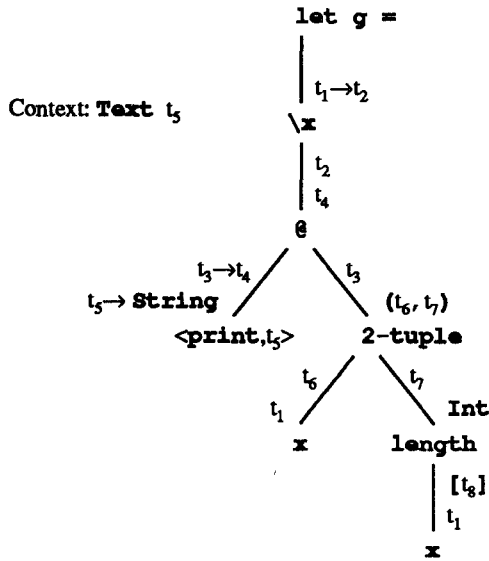 let g =
t₁→t₂
Context: Text t₅
\x
t₂
t₄
@
t₃→t₄ t₃
t₅→ String (t₆, t₇)
<print,t₅> 2-tuple
t₆ t₇
t₁ Int
x length
[t₈]
t₁
x